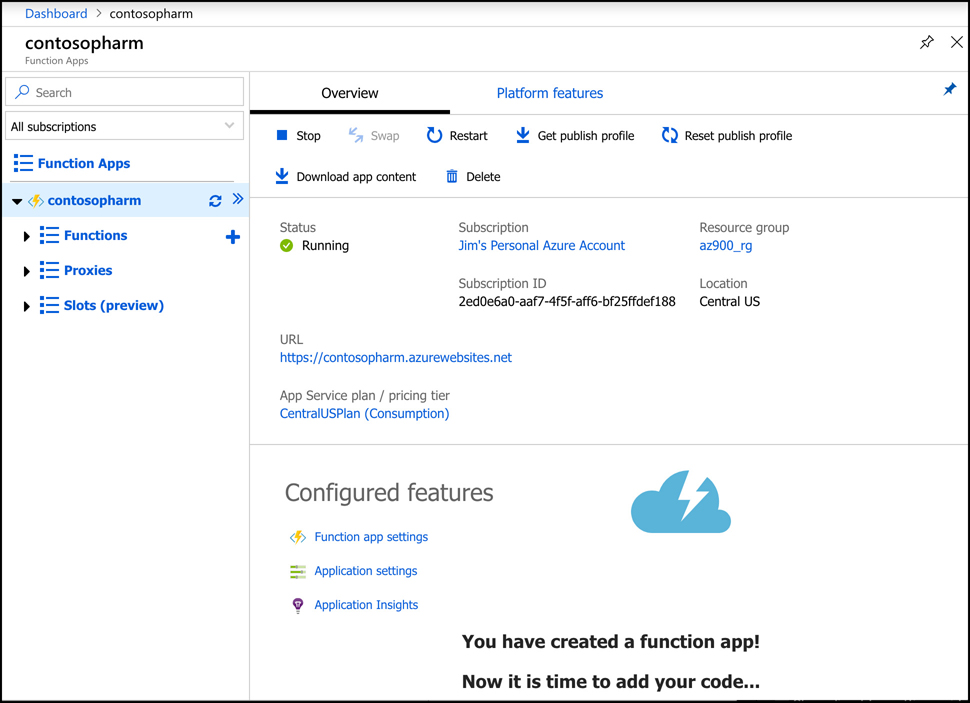 Dashboard > contosopharm
contosopharm
Function Apps
Search
All subscriptions
Function Apps
contosopharm
Functions
Proxies
Slots (preview)
Overview Platform features
Stop Swap Restart Get publish profile Reset publish profile
Download app content Delete
Status Subscription Resource group
Running Jim's Personal Azure Account az900_rg
Subscription ID Location
2ed0e6a0-aaf7-4f5f-aff6-bf25ffdef188 Central US
URL
https://contosopharm.azurewebsites.net
App Service plan / pricing tier
CentralUSPlan (Consumption)
Configured features
Function app settings
Application settings
Application Insights
You have created a function app!
Now it is time to add your code...